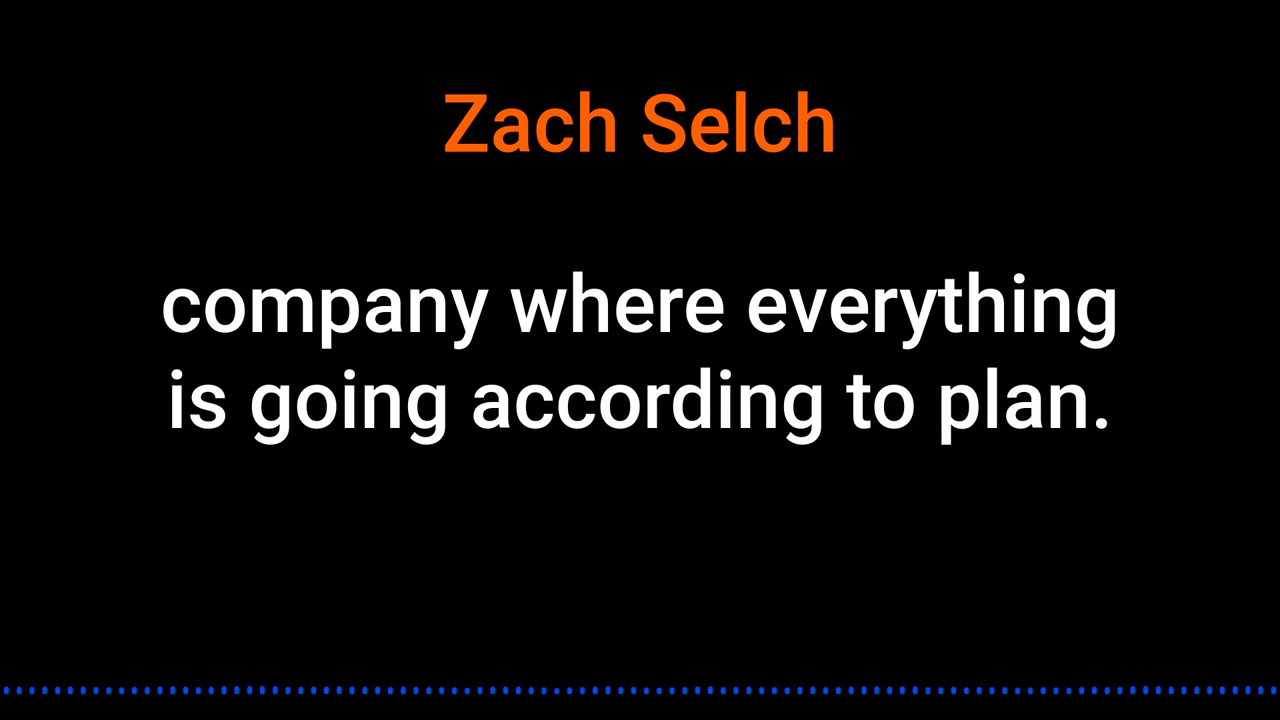 Zach Selch
company where everything
is going according to plan.